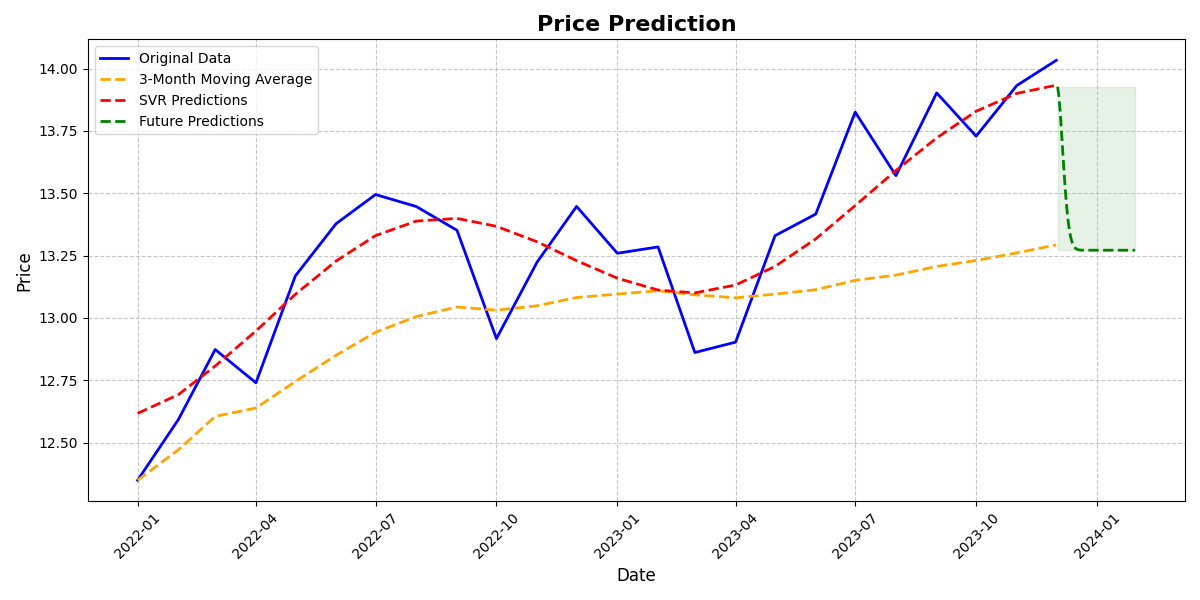 Price Prediction
Original Data
3-Month Moving Average
SVR Predictions
Future Predictions
Price
14.00
13.75
13.50
13.25
13.00
12.75
12.50
2022-01
2022-04
2022-07
2022-10
2023-01
2023-04
2023-07
2023-10
2024-01
Date